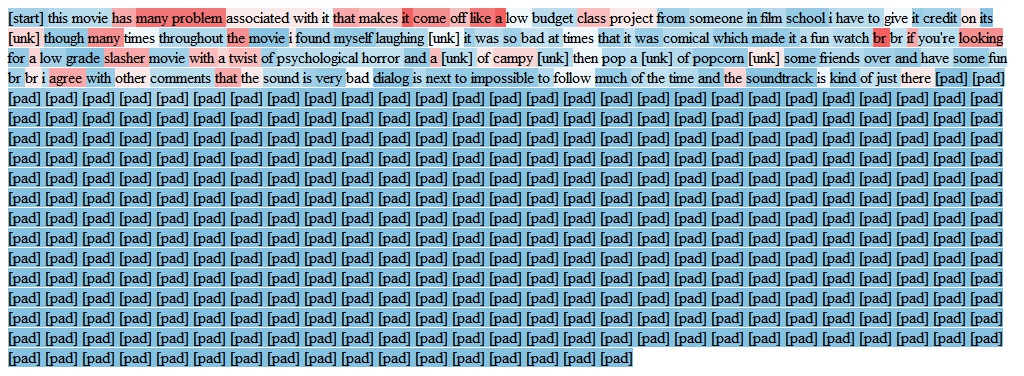 [start] this movie has many problem associated with it that makes it come off like a low budget class project from someone in film school i have to give it credit on its
[unk] though many times throughout the movie i found myself laughing [unk] it was so bad at times that it was comical which made it a fun watch br br if you're looking
for a low grade slasher movie with a twist of psychological horror and a [unk] of campy [unk] then pop a [unk] of popcorn [unk] some friends over and have some fun
br br i agree with other comments that the sound is very bad dialog is next to impossible to follow much of the time and the soundtrack is kind of just there [pad] [pad]
[pad] [pad] [pad] [pad] [pad] [pad] [pad] [pad] [pad] [pad] [pad] [pad] [pad] [pad] [pad] [pad] [pad] [pad] [pad] [pad] [pad] [pad] [pad] [pad] [pad] [pad] [pad]
[pad] [pad] [pad] [pad] [pad] [pad] [pad] [pad] [pad] [pad] [pad] [pad] [pad] [pad] [pad] [pad] [pad] [pad] [pad] [pad] [pad] [pad] [pad] [pad] [pad] [pad] [pad]
[pad] [pad] [pad] [pad] [pad] [pad] [pad] [pad] [pad] [pad] [pad] [pad] [pad] [pad] [pad] [pad] [pad] [pad] [pad] [pad] [pad] [pad] [pad] [pad] [pad] [pad] [pad]
[pad] [pad] [pad] [pad] [pad] [pad] [pad] [pad] [pad] [pad] [pad] [pad] [pad] [pad] [pad] [pad] [pad] [pad] [pad] [pad] [pad] [pad] [pad] [pad] [pad] [pad] [pad]
[pad] [pad] [pad] [pad] [pad] [pad] [pad] [pad] [pad] [pad] [pad] [pad] [pad] [pad] [pad] [pad] [pad] [pad] [pad] [pad] [pad] [pad] [pad] [pad] [pad] [pad] [pad]
[pad] [pad] [pad] [pad] [pad] [pad] [pad] [pad] [pad] [pad] [pad] [pad] [pad] [pad] [pad] [pad] [pad] [pad] [pad] [pad] [pad] [pad] [pad] [pad] [pad] [pad] [pad]
[pad] [pad] [pad] [pad] [pad] [pad] [pad] [pad] [pad] [pad] [pad] [pad] [pad] [pad] [pad] [pad] [pad] [pad] [pad] [pad] [pad] [pad] [pad] [pad] [pad] [pad] [pad]
[pad] [pad] [pad] [pad] [pad] [pad] [pad] [pad] [pad] [pad] [pad] [pad] [pad] [pad] [pad] [pad] [pad] [pad] [pad] [pad] [pad] [pad] [pad] [pad] [pad] [pad] [pad]
[pad] [pad] [pad] [pad] [pad] [pad] [pad] [pad] [pad] [pad] [pad] [pad] [pad] [pad] [pad] [pad] [pad] [pad] [pad] [pad] [pad] [pad] [pad] [pad] [pad] [pad] [pad]
[pad] [pad] [pad] [pad] [pad] [pad] [pad] [pad] [pad] [pad] [pad] [pad] [pad] [pad] [pad] [pad] [pad] [pad] [pad] [pad] [pad] [pad] [pad] [pad] [pad] [pad] [pad]
[pad] [pad] [pad] [pad] [pad] [pad] [pad] [pad] [pad] [pad] [pad] [pad] [pad] [pad] [pad] [pad] [pad] [pad] [pad] [pad] [pad] [pad] [pad] [pad] [pad] [pad] [pad]
[pad] [pad] [pad] [pad] [pad] [pad] [pad] [pad] [pad] [pad] [pad] [pad] [pad] [pad] [pad] [pad] [pad] [pad] [pad] [pad] [pad] [pad] [pad] [pad] [pad] [pad] [pad]
[pad] [pad] [pad] [pad] [pad] [pad] [pad] [pad] [pad] [pad] [pad] [pad] [pad] [pad] [pad] [pad] [pad] [pad] [pad] [pad] [pad] [pad] [pad] [pad] [pad] [pad] [pad]
[pad] [pad] [pad] [pad] [pad] [pad] [pad] [pad] [pad] [pad] [pad] [pad] [pad] [pad] [pad] [pad] [pad]